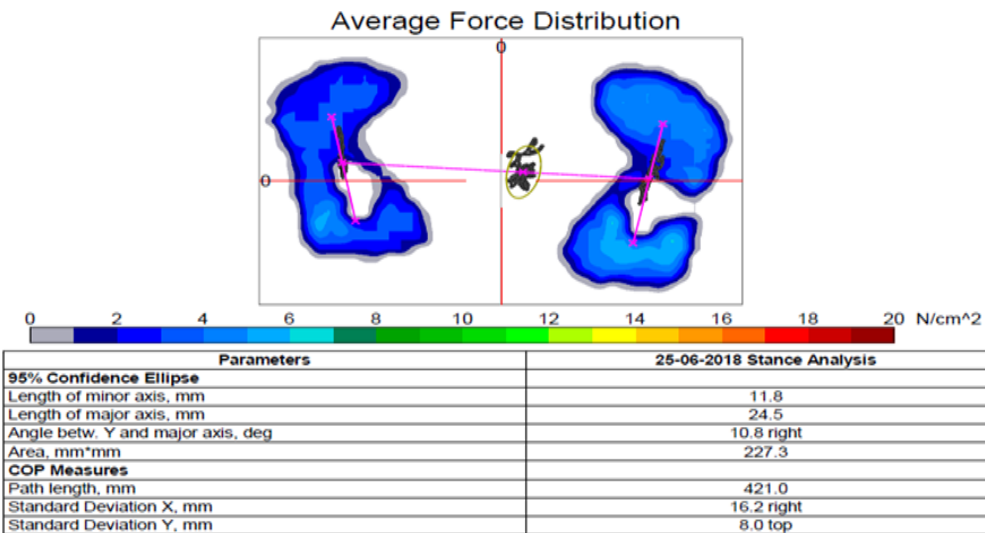 Average Force Distribution
0
0
0 2 4 6 8 10 12 14 16 18 20 N/cm^2
Parameters 25-06-2018 Stance Analysis
95% Confidence Ellipse
Length of minor axis, mm 11.8
Length of major axis, mm 24.5
Angle betw. Y and major axis, deg 10.8 right
Area, mm*mm 227.3
COP Measures
Path length, mm 421.0
Standard Deviation X, mm 16.2 right
Standard Deviation Y, mm 8.0 top